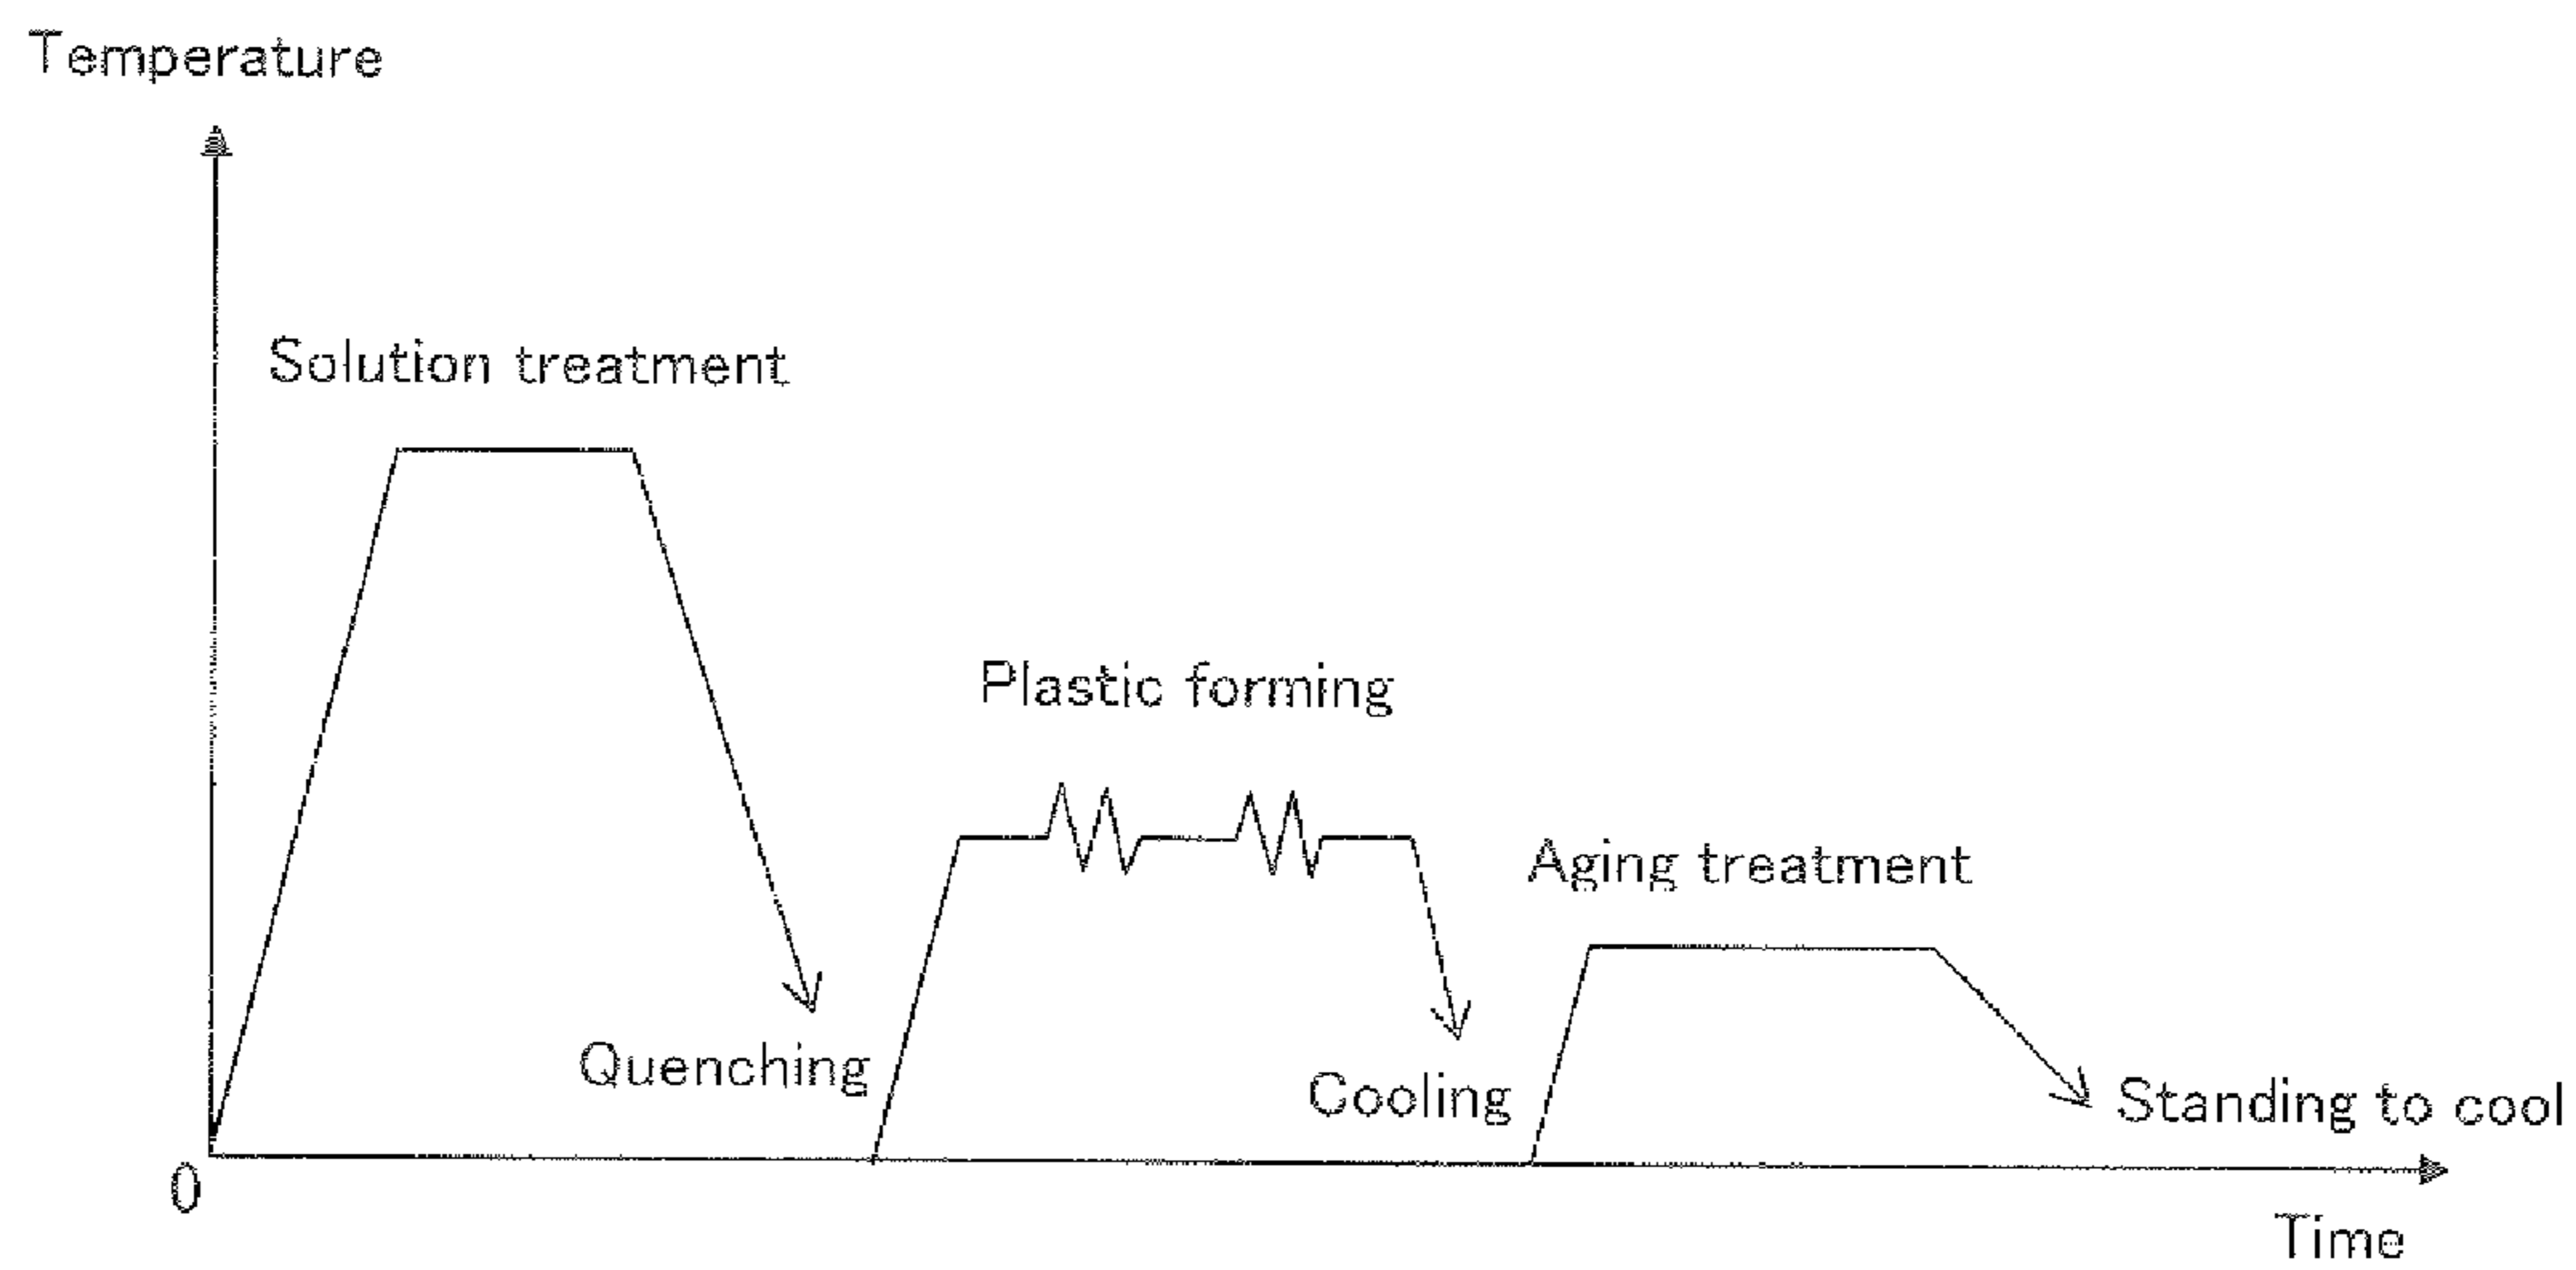 Temperature
Solution treatment
Plastic forming
Aging treatment
Quenching
Cooling
Standing to cool
0
Time